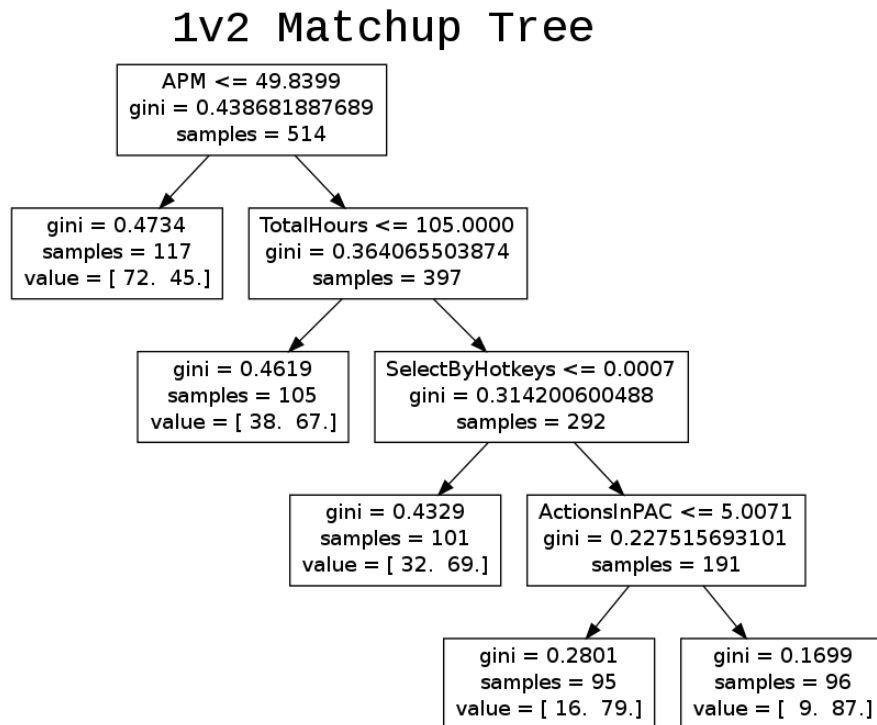 1v2 Matchup Tree
APM <= 49.8399
gini = 0.438681887689
samples = 514
gini = 0.4734
samples = 117
value = [ 72.  45.]
TotalHours <= 105.0000
gini = 0.364065503874
samples = 397
gini = 0.4619
samples = 105
value = [ 38.  67.]
SelectByHotkeys <= 0.0007
gini = 0.314200600488
samples = 292
gini = 0.4329
samples = 101
value = [ 32.  69.]
ActionsInPAC <= 5.0071
gini = 0.227515693101
samples = 191
gini = 0.2801
samples = 95
value = [ 16.  79.]
gini = 0.1699
samples = 96
value = [  9.  87.]